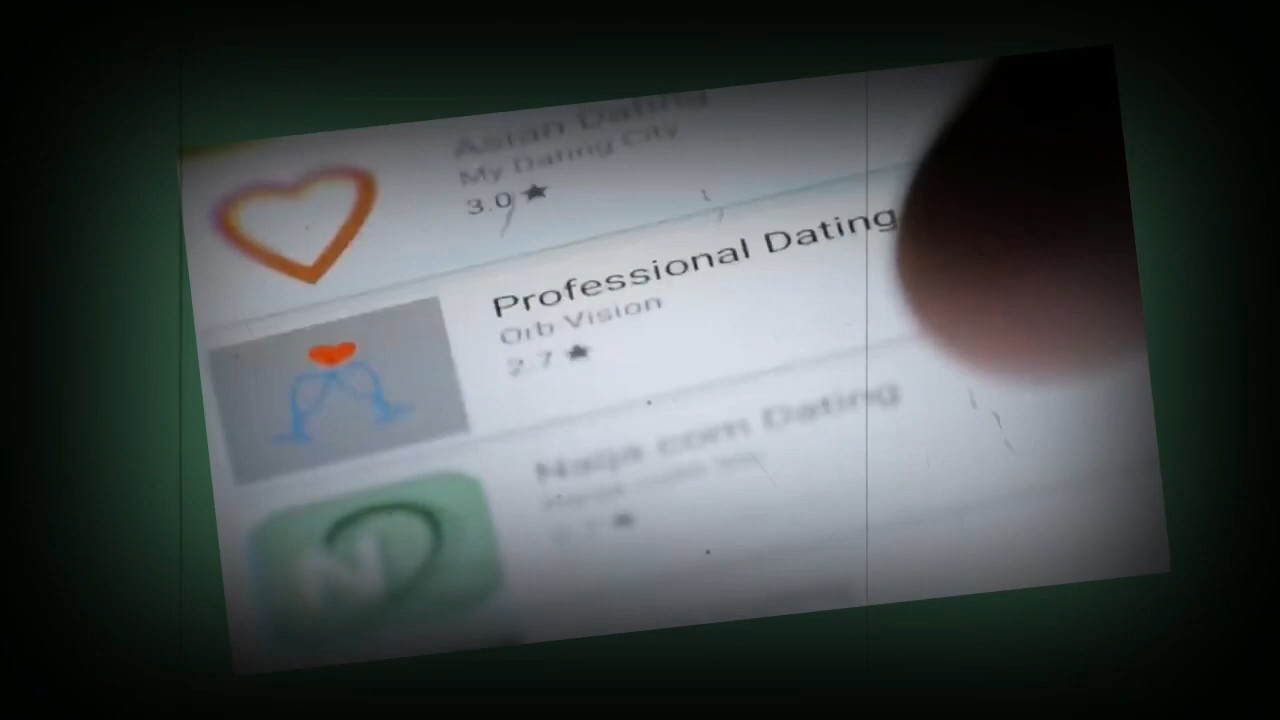 Asian Dating
My Dating City
3.0 ★
Professional Dating
Orb Vision
2.7 ★
Naija com Dating
N